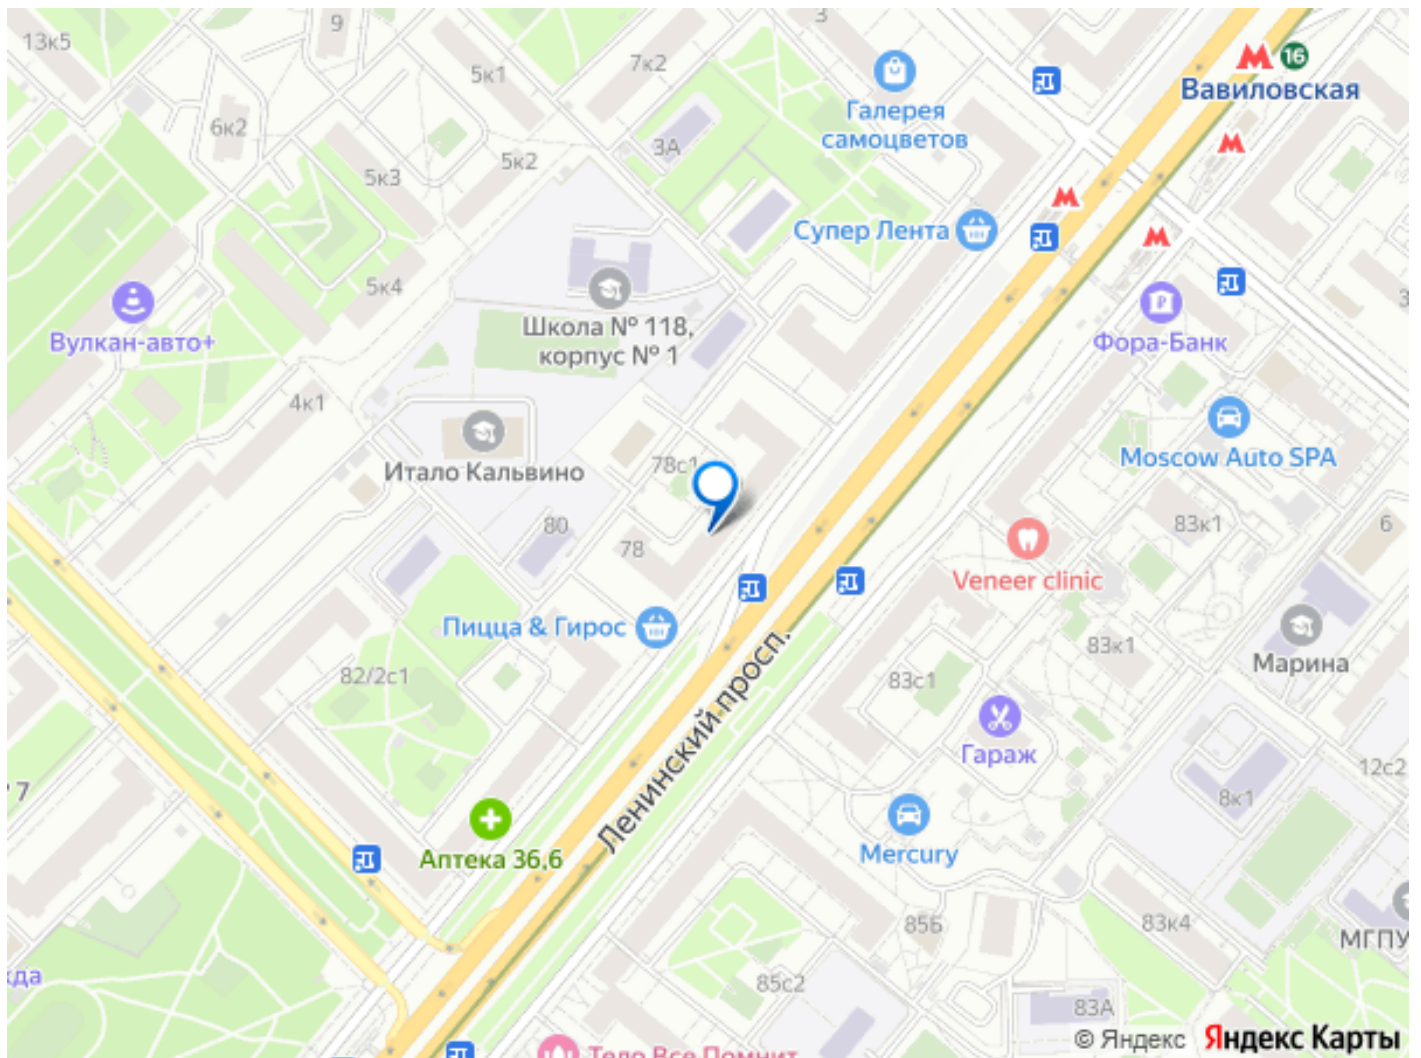 3
9
13к5
7к2
5к1
16
Вавиловская
Галерея
самоцветов
6к2
3А
5к2
5к3
Супер Лента
5к4
3
Школа № 118,
корпус № 1
Вулкан-авто+
Фора-Банк
4к1
Итало Кальвино
78с1
Moscow Auto SPA
80
78
83к1
6
Veneer clinic
Пицца & Гирос
83к1
Марина
82/2с1
83с1
Ленинский просп.
Гараж
7
12с2
8к1
Аптека 36,6
Mercury
85Б
83к4
МГПУ
кда
85с2
83А
© Яндекс Яндекс Карты
Тело Все Помнит